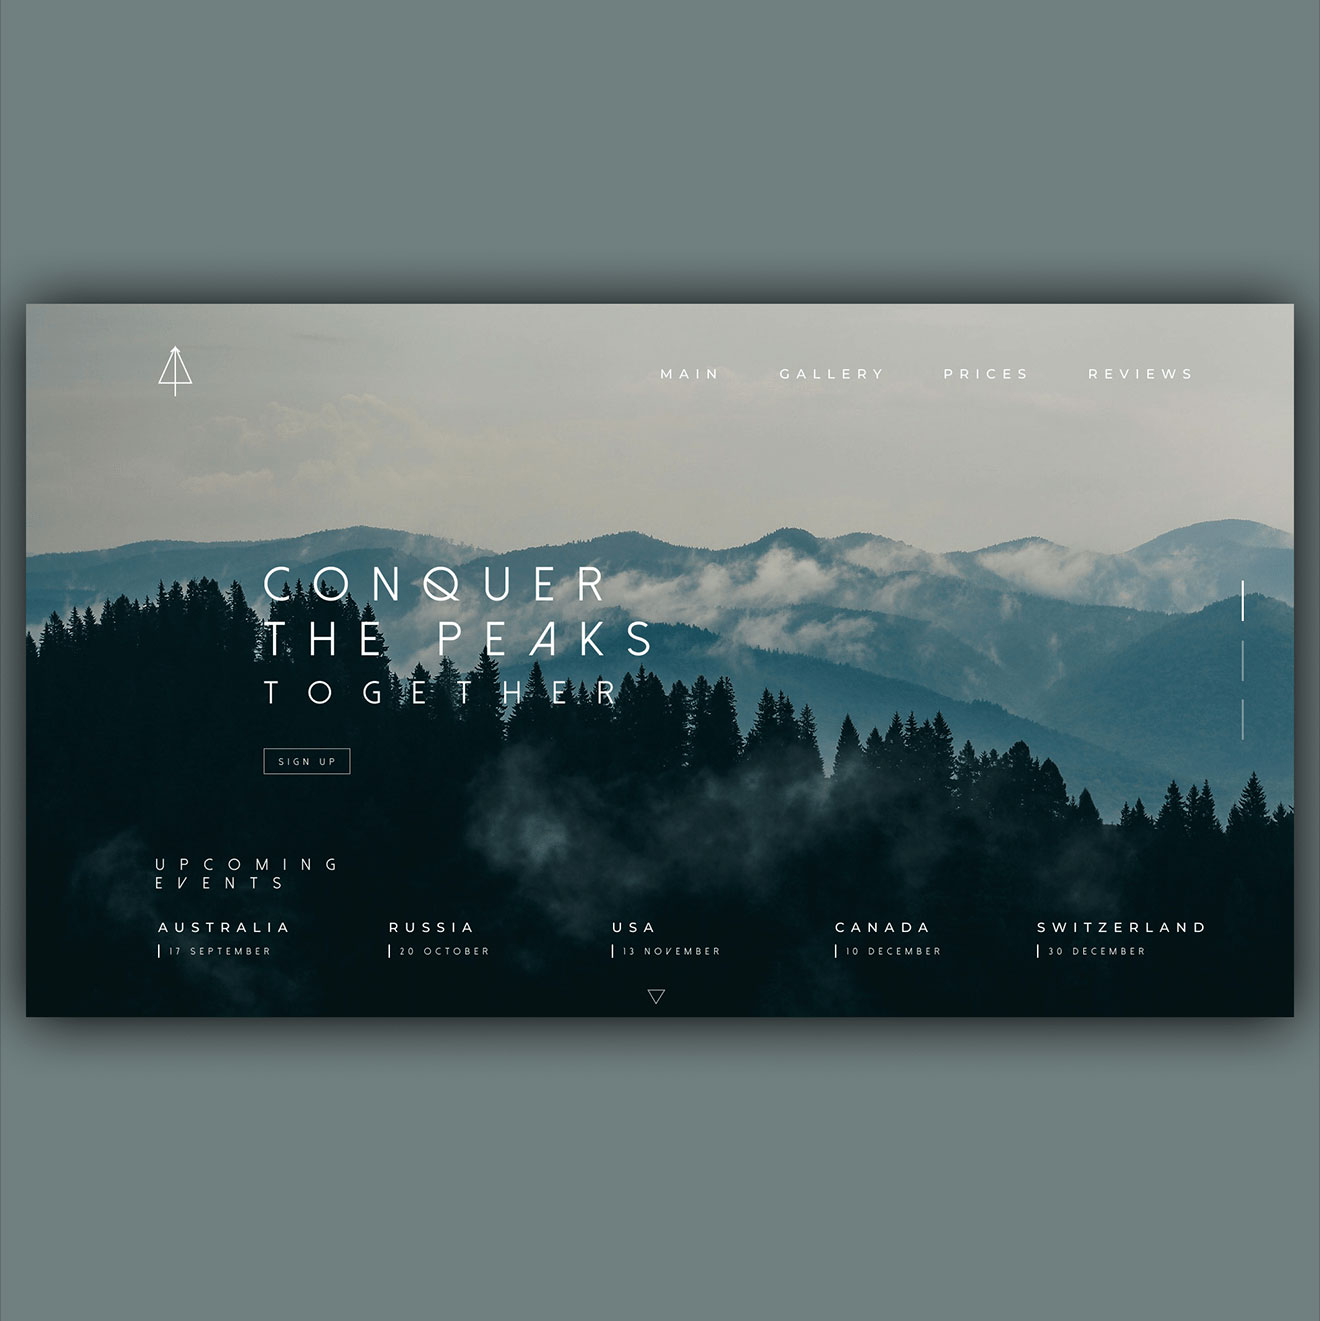 MAIN GALLERY PRICES REVIEWS
CONQUER
THE PEAKS
TOGETHER
SIGN UP
UPCOMING
EVENTS
AUSTRALIA RUSSIA USA CANADA SWITZERLAND
17 SEPTEMBER 20 OCTOBER 13 NOVEMBER 10 DECEMBER 30 DECEMBER